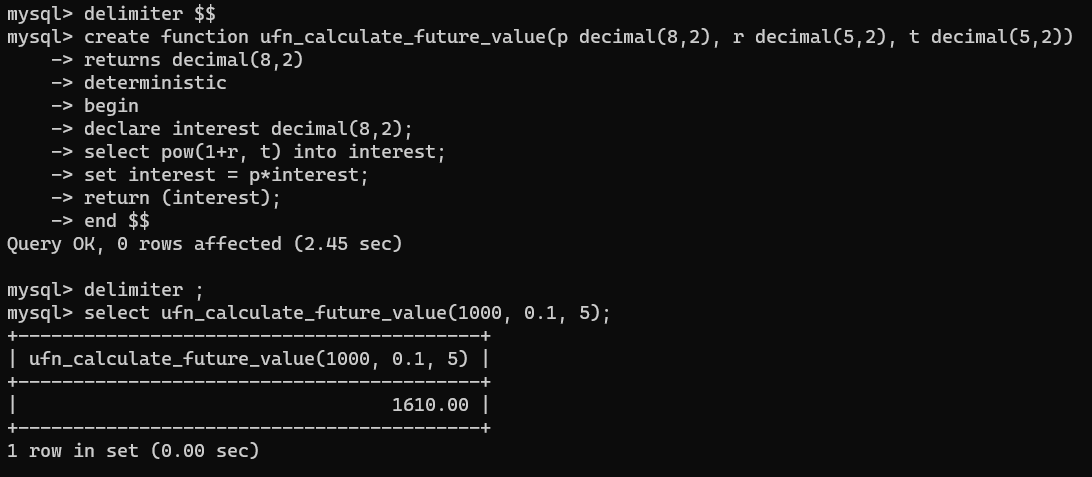 mysql> delimiter $$
mysql> create function ufn_calculate_future_value(p decimal(8,2), r decimal(5,2), t decimal(5,2))
    -> returns decimal(8,2)
    -> deterministic
    -> begin
    -> declare interest decimal(8,2);
    -> select pow(1+r, t) into interest;
    -> set interest = p*interest;
    -> return (interest);
    -> end $$
Query OK, 0 rows affected (2.45 sec)

mysql> delimiter ;
mysql> select ufn_calculate_future_value(1000, 0.1, 5);
+------------------------------------------+
| ufn_calculate_future_value(1000, 0.1, 5) |
+------------------------------------------+
|                                  1610.00 |
+------------------------------------------+
1 row in set (0.00 sec)